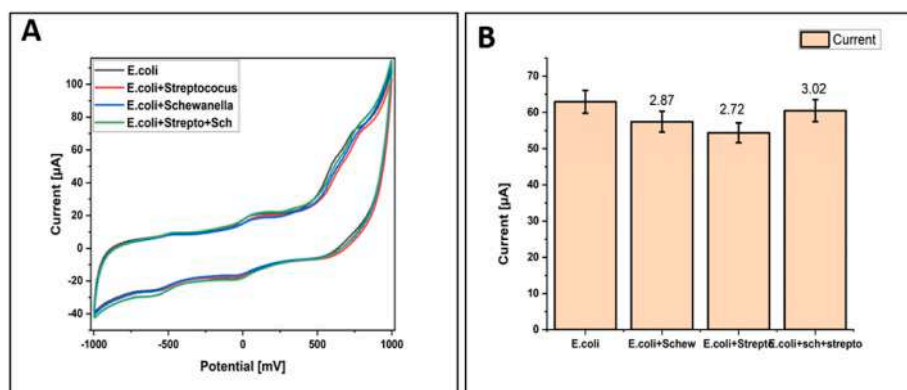 A
E.coli
E.coli+Streptococus
E.coli+Schewanella
E.coli+Strepto+Sch
100
80
60
40
20
0
-20
-40
-1000
-500
0
500
1000
Current [µA]
Potential [mV]
B
Current
70
60
50
40
30
20
10
0
Current [µA]
2.87
2.72
3.02
E.coli
E.coli+Schew
E.coli+Strepto
E.coli+sch+strepto